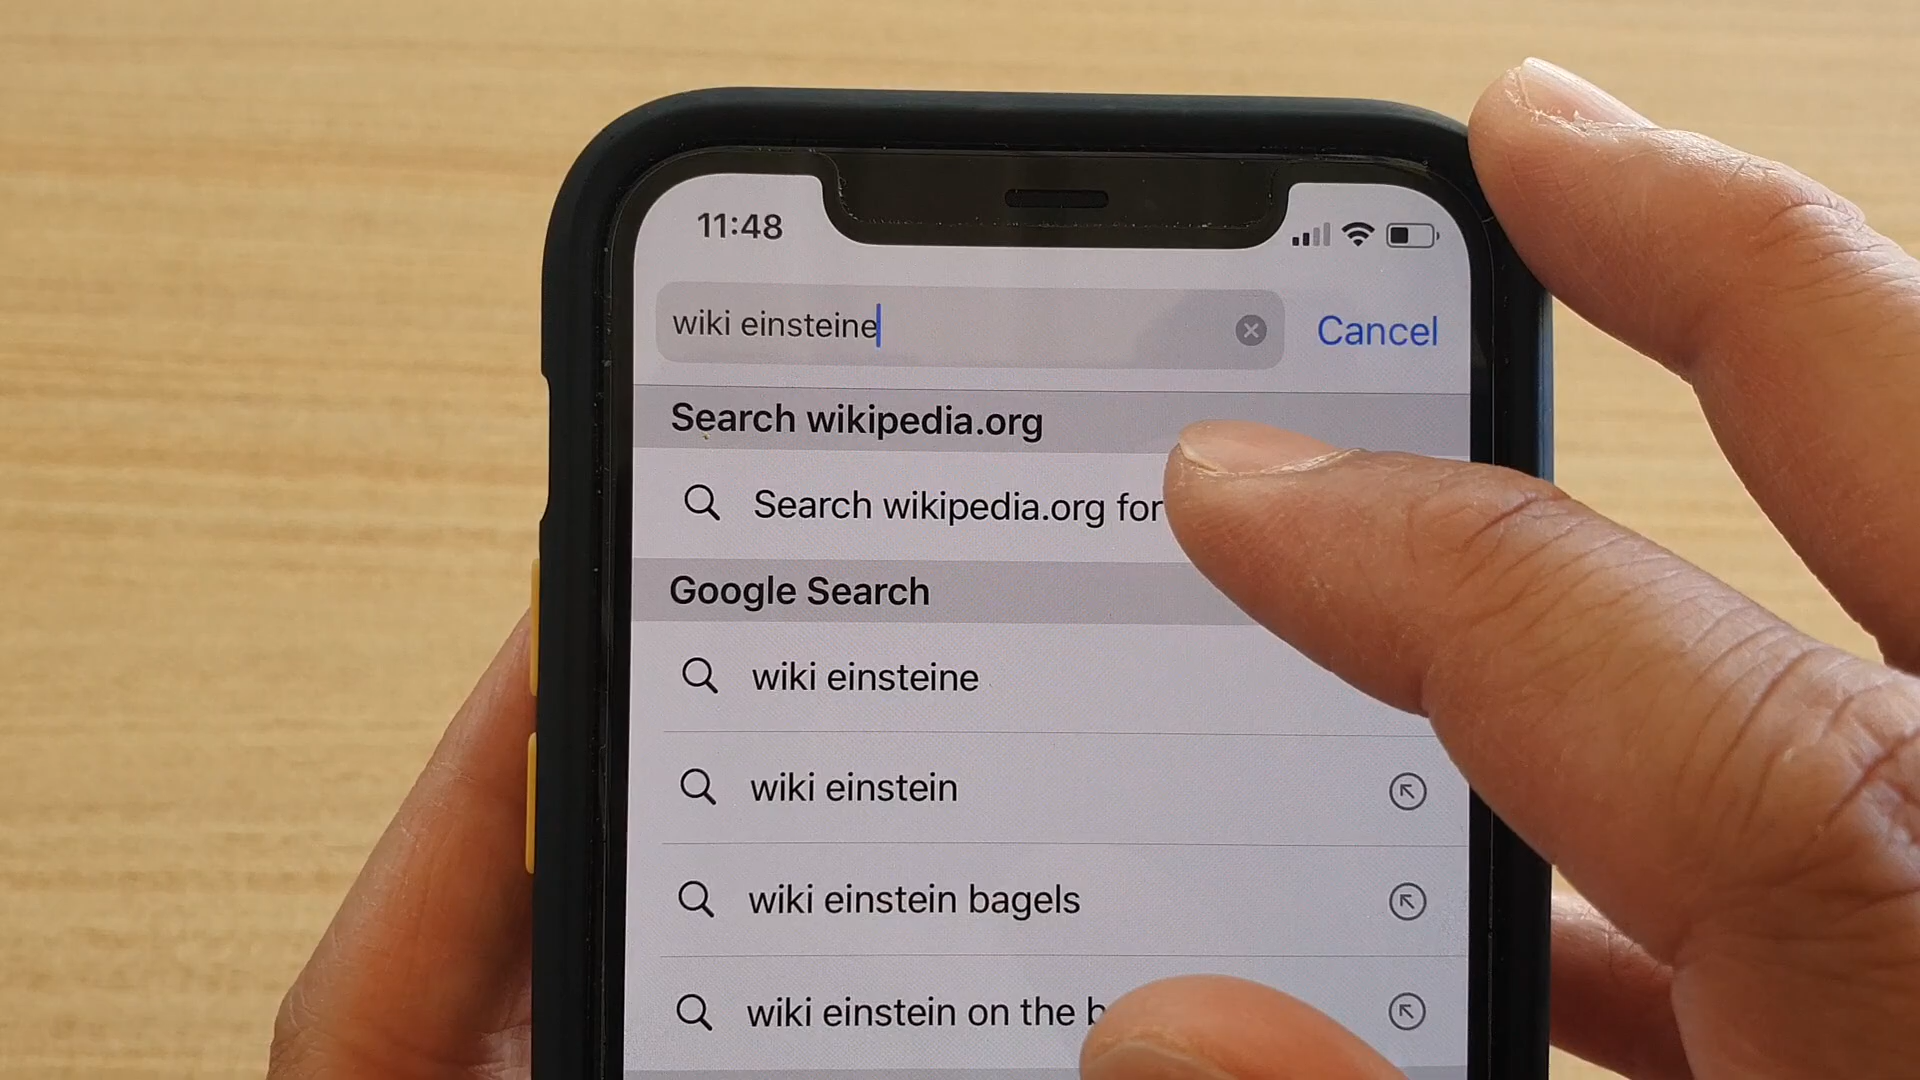 11:48
wiki einsteine
Cancel
Search wikipedia.org
Search wikipedia.org for
Google Search
wiki einsteine
wiki einstein
wiki einstein bagels
wiki einstein on the